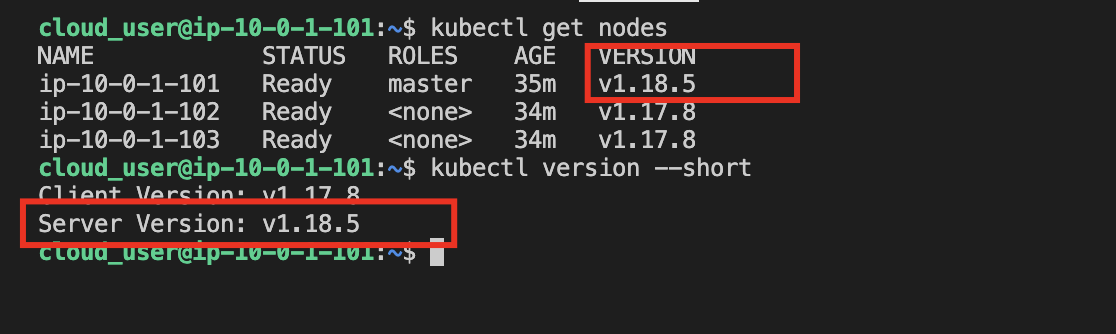 cloud_user@ip-10-0-1-101:~$ kubectl get nodes
NAME STATUS ROLES AGE VERSION
ip-10-0-1-101 Ready master 35m v1.18.5
ip-10-0-1-102 Ready <none> 34m v1.17.8
ip-10-0-1-103 Ready <none> 34m v1.17.8
cloud_user@ip-10-0-1-101:~$ kubectl version --short
Client Version: v1.17.8
Server Version: v1.18.5
cloud_user@ip-10-0-1-101:~$